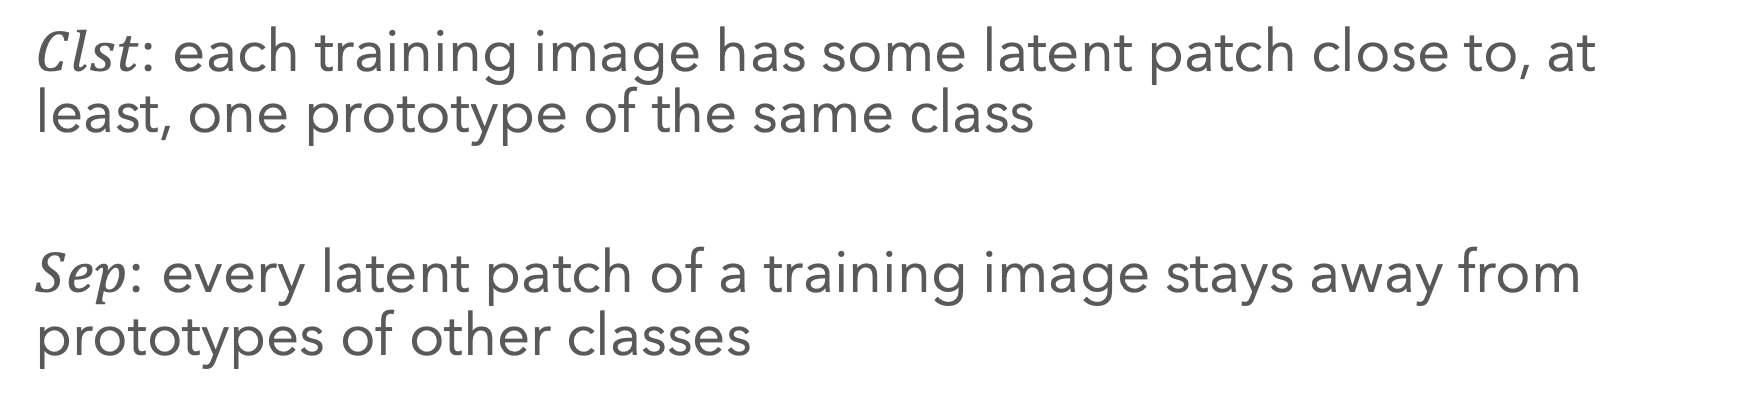 Clst: each training image has some latent patch close to, at
least, one prototype of the same class
Sep: every latent patch of a training image stays away from
prototypes of other classes